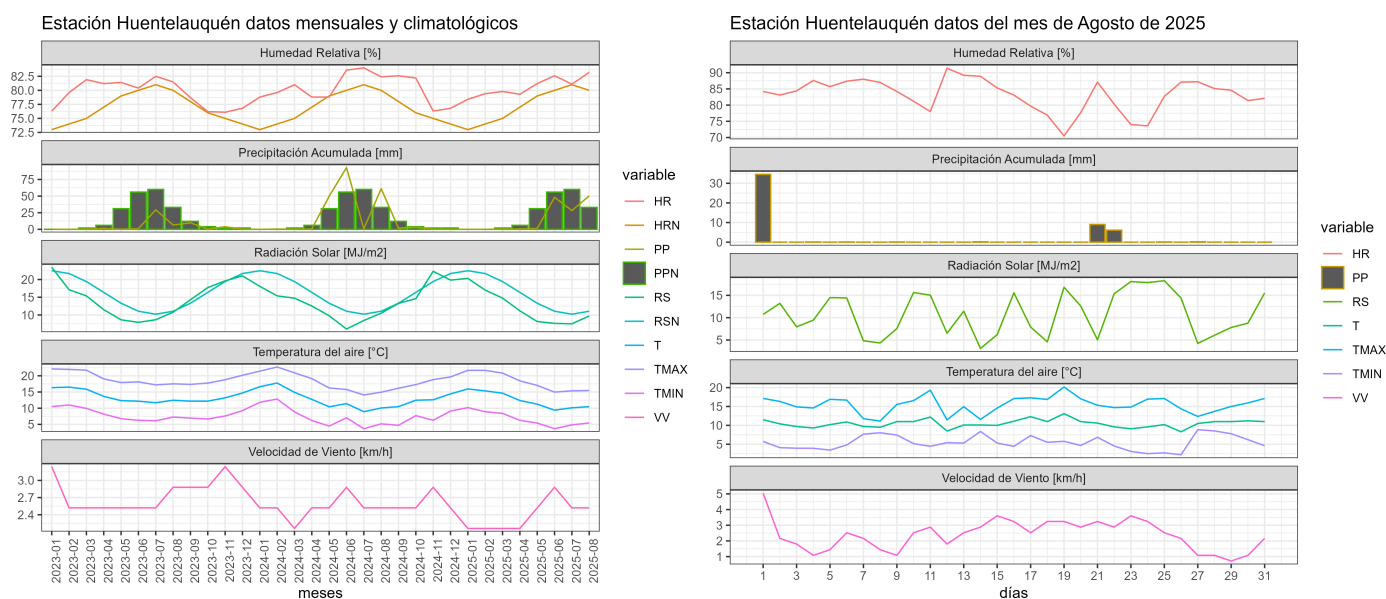 Estación Huentelauquén datos mensuales y climatológicos
Humedad Relativa [%]
82.5
80.0
77.5
75.0
72.5
Precipitación Acumulada [mm]
75
50
25
0
Radiación Solar [MJ/m2]
20
15
10
Temperatura del aire [°C]
20
15
10
5
Velocidad de Viento [km/h]
3.0
2.7
2.4
2023-01
2023-02
2023-03
2023-04
2023-05
2023-06
2023-07
2023-08
2023-09
2023-10
2023-11
2023-12
2024-01
2024-02
2024-03
2024-04
2024-05
2024-06
2024-07
2024-08
2024-09
2024-10
2024-11
2024-12
2025-01
2025-02
2025-03
2025-04
2025-05
2025-06
2025-07
2025-08
meses
variable
HR
HRN
PP
PPN
RS
RSN
T
TMAX
TMIN
VV
Estación Huentelauquén datos del mes de Agosto de 2025
Humedad Relativa [%]
90
85
80
75
70
Precipitación Acumulada [mm]
30
20
10
0
Radiación Solar [MJ/m2]
15
10
5
Temperatura del aire [°C]
20
15
10
5
Velocidad de Viento [km/h]
5
4
3
2
1
1 3 5 7 9 11 13 15 17 19 21 23 25 27 29 31
días
variable
HR
PP
RS
T
TMAX
TMIN
VV